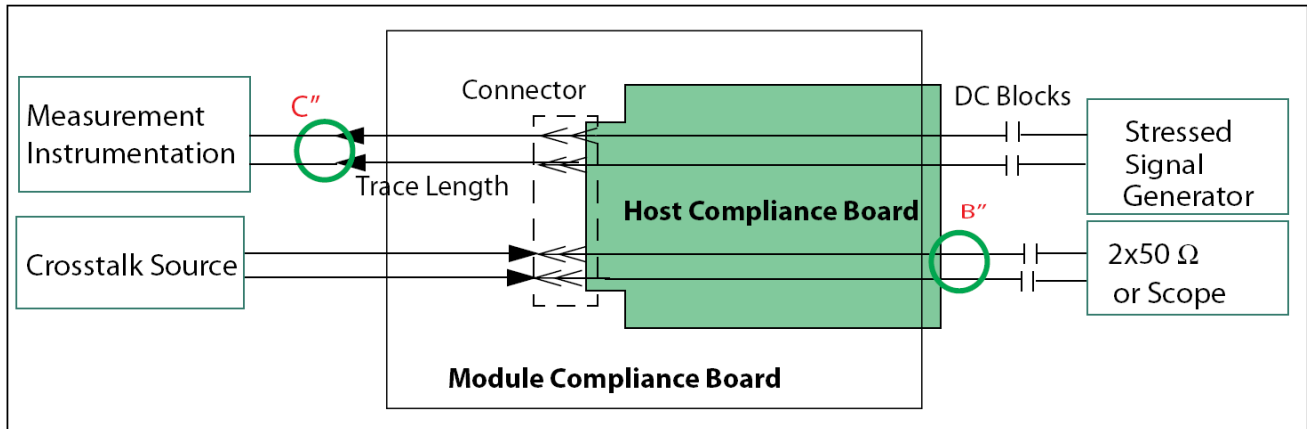 Measurement
Instrumentation
C″
Connector
Trace Length
DC Blocks
Stressed
Signal
Generator
Host Compliance Board
B″
Crosstalk Source
2x50 Ω
or Scope
Module Compliance Board